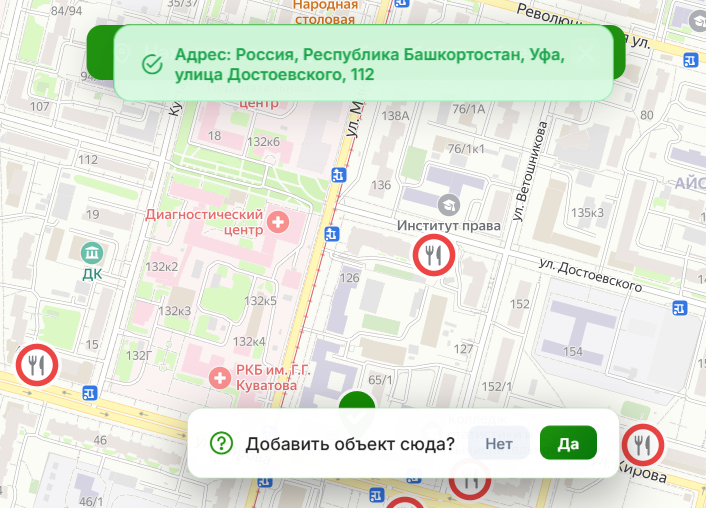 Народная
столовая
Революц
я ул.
84/94
Адрес: Россия, Республика Башкортостан, Уфа,
улица Достоевского, 112
107
центр
18
132к6
ул. М
138А
76/1А
80
76/1к1
112
136
ул. Ветошникова
АЙС
19
Диагностический
центр
Институт права
135к3
ДК
132к2
126
ул. Достоевского
132к3
132к5
152
15
132Г
132к4
127
154
РКБ им. Г.Г.
Куватова
65/1
152/1
46
Добавить объект сюда?
Нет
Да
Кирова
46/1